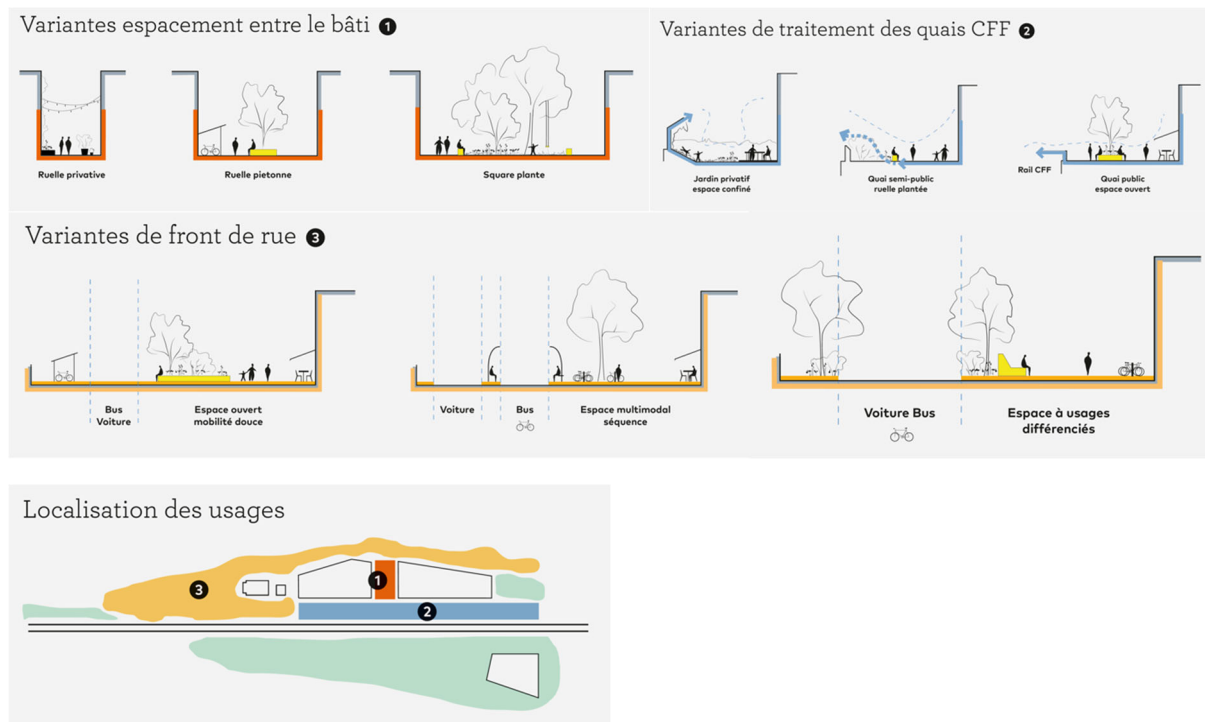 Variantes espacement entre le bâti 1
Ruelle privative
Ruelle pietonne
Square plante
Variantes de traitement des quais CFF 2
Jardin privatif
espace confiné
Quai semi-public
ruelle plantée
Rail CFF
Quai public
espace ouvert
Variantes de front de rue 3
Bus
Voiture
Espace ouvert
mobilité douce
Voiture
Bus
Espace multimodal
séquence
Voiture Bus
Espace à usages
différenciés
Localisation des usages
1
3
2